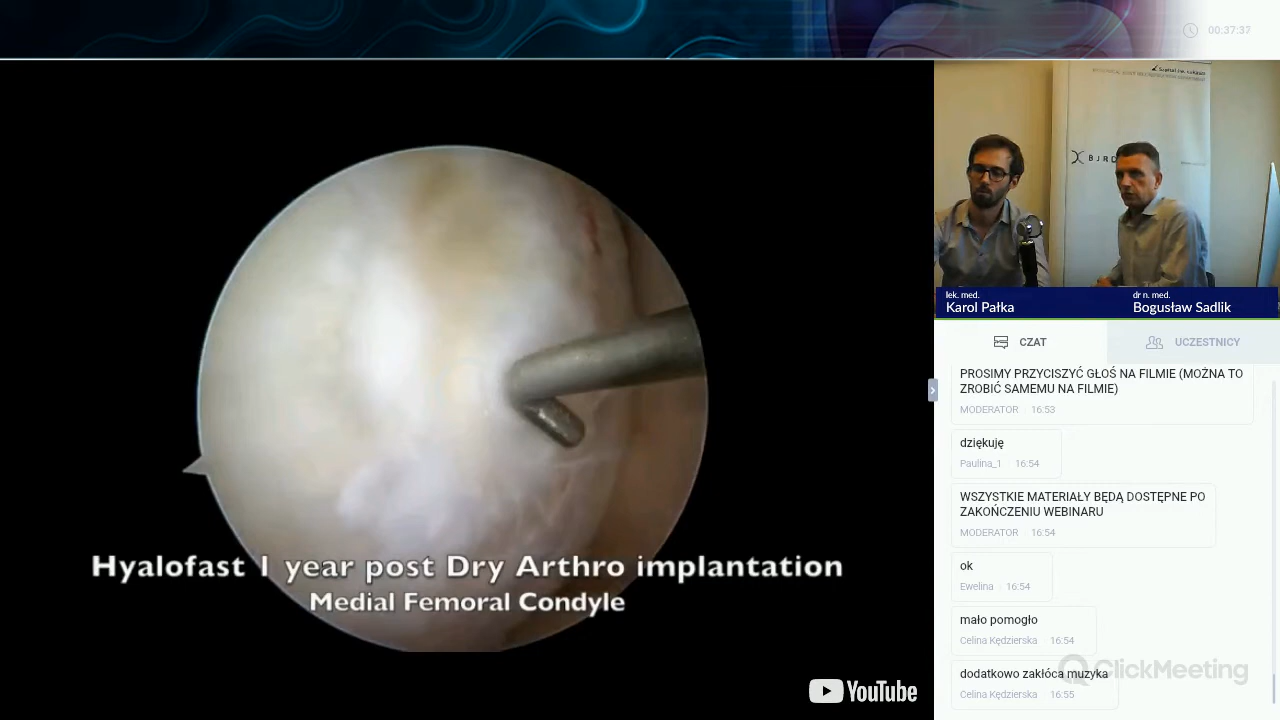 00:37:37
Hyalofast 1 year post Dry Arthro implantation
Medial Femoral Condyle
YouTube
lek. med.
Karol Pałka
dr n. med.
Bogusław Sadlik
CZAT
UCZESTNICY
PROSIMY PRZYCISZYĆ GŁOŚ NA FILMIE (MOŻNA TO
ZROBIĆ SAMEMU NA FILMIE)
MODERATOR 16:53
dziękuję
Paulina_1 16:54
WSZYSTKIE MATERIAŁY BĘDĄ DOSTĘPNE PO
ZAKOŃCZENIU WEBINARU
MODERATOR 16:54
ok
Ewelina 16:54
mało pomogło
Celina Kędzierska 16:54
dodatkowo zakłóca muzyka
Celina Kędzierska 16:55
ClickMeeting